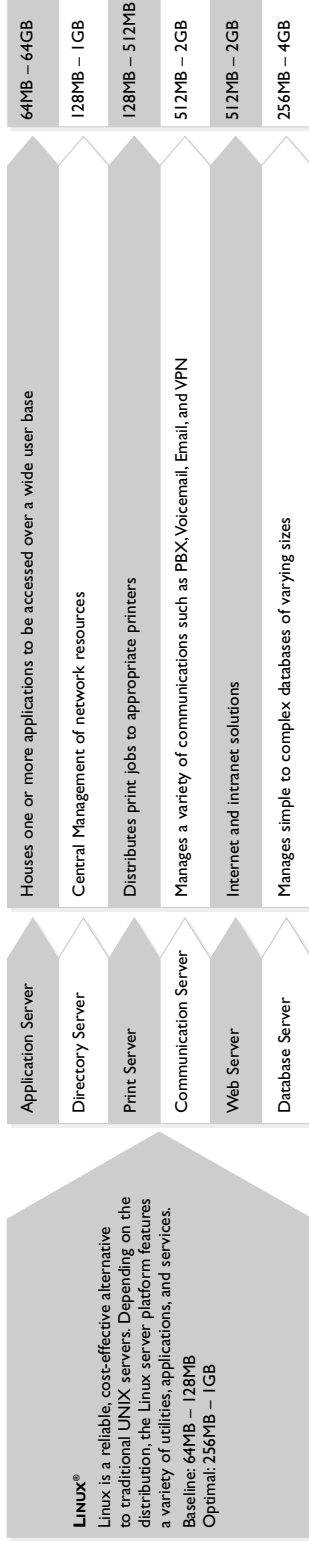 LINUX®
Linux is a reliable, cost-effective alternative
to traditional UNIX servers. Depending on the
distribution, the Linux server platform features
a variety of utilities, applications, and services.
Baseline: 64MB – 128MB
Optimal: 256MB – 1GB
Application Server
Houses one or more applications to be accessed over a wide user base
64MB – 64GB
Directory Server
Central Management of network resources
128MB – 1GB
Print Server
Distributes print jobs to appropriate printers
128MB – 512MB
Communication Server
Manages a variety of communications such as PBX, Voicemail, Email, and VPN
512MB – 2GB
Web Server
Internet and intranet solutions
512MB – 2GB
Database Server
Manages simple to complex databases of varying sizes
256MB – 4GB